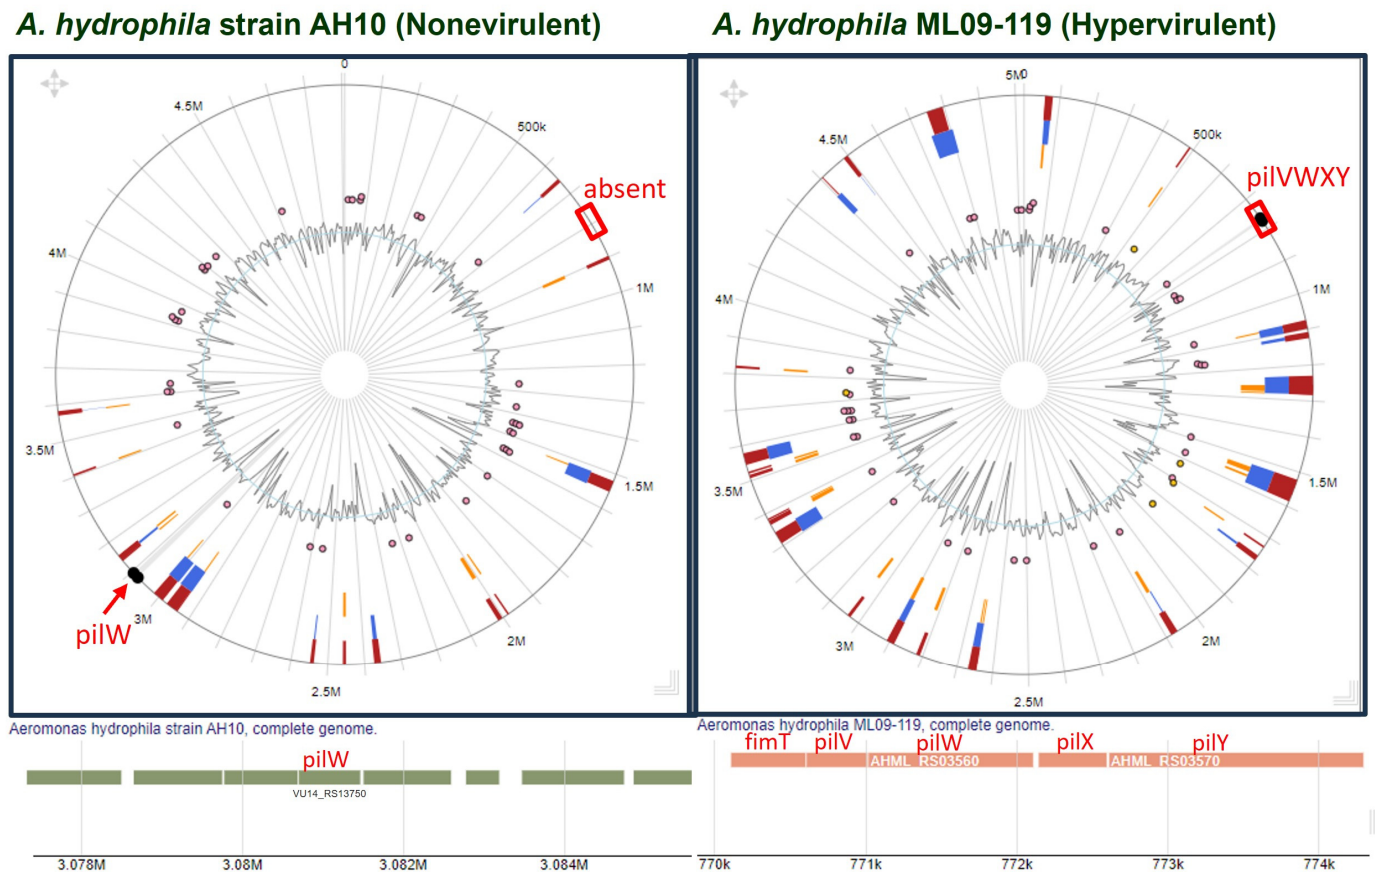 A. hydrophila strain AH10 (Nonevirulent)
A. hydrophila ML09-119 (Hypervirulent)
0
500k
absent
1M
1.5M
2M
2.5M
3M
pilW
3.5M
4M
4.5M
5M0
500k
pilVWXY
1M
1.5M
2M
2.5M
3M
3.5M
4M
4.5M
Aeromonas hydrophila strain AH10, complete genome.
pilW
VU14_RS13750
3.078M 3.08M 3.082M 3.084M
Aeromonas hydrophila ML09-119, complete genome.
fimT pilV pilW pilX pilY
AHML_RS03560 AHML_RS03570
770k 771k 772k 773k 774k